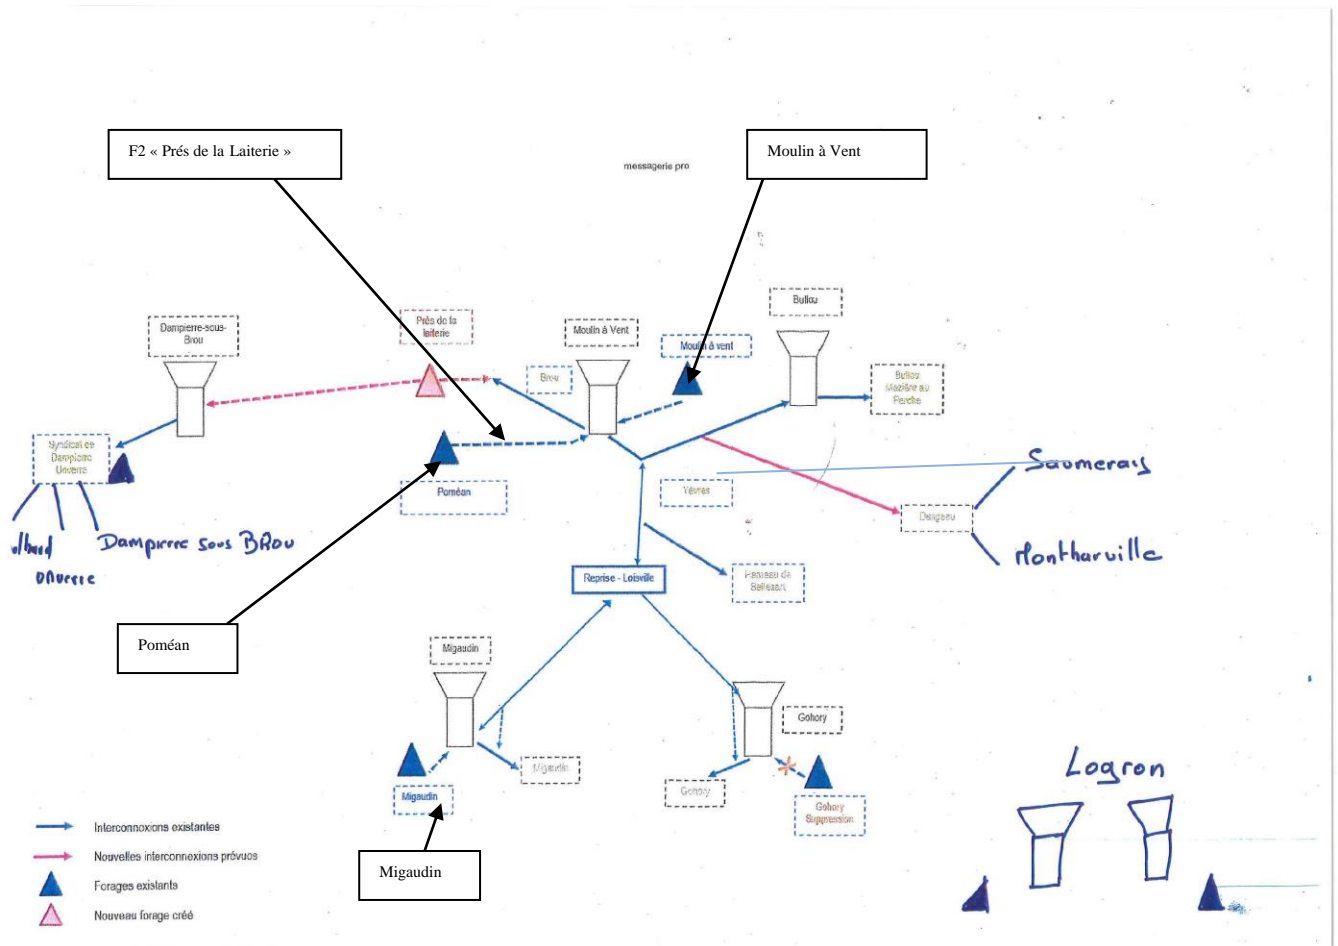 F2 « Prés de la Laiterie »
Moulin à Vent
messagerie pro
Bullou
Dampierre-sous-
Brou
Prés de la
laiterie
Moulin à Vent
Moulin à vent
Brou
Bullou
Mézière au
Perche
Syndicat de
Dampierre
Unverre
Poméan
Yèvres
Dangeau
Saumeray
Montharville
Dampierre sous BROU
Reprise - Loisville
Hameau de
Poméan
Migaudin
Gohory
Migaudin
Gohory
Migaudin
Gohory
Suppression
Logron
Migaudin
Interconnexions existantes
Nouvelles interconnexions prévues
Forages existants
Nouveau forage créé